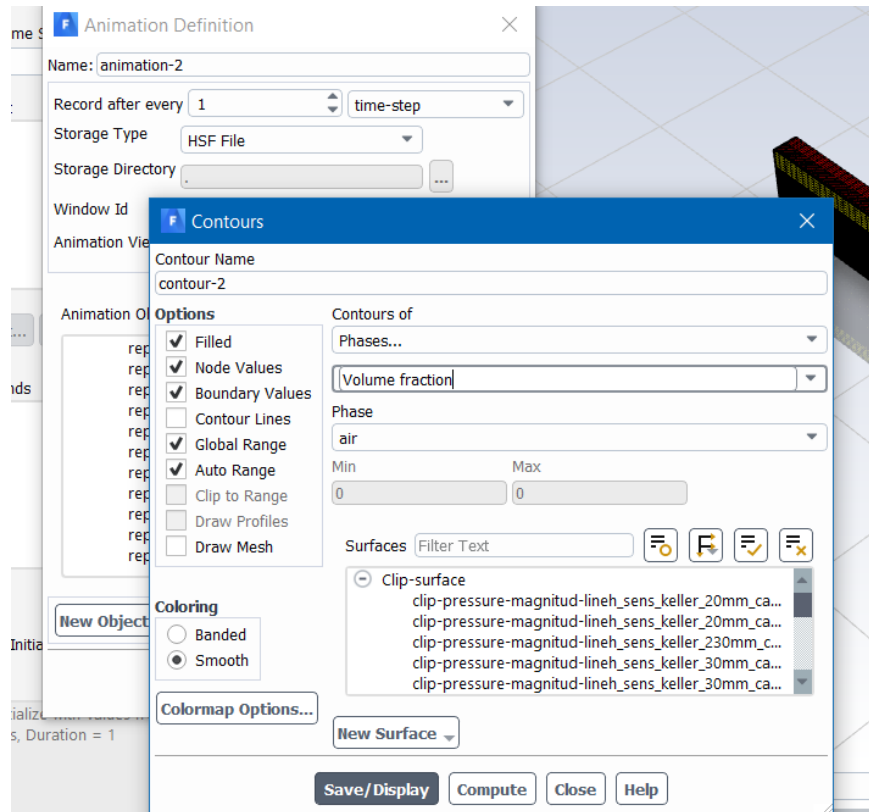 me S
F Animation Definition
Name: animation-2
Record after every 1 time-step
Storage Type HSF File
Storage Directory . ...
Window Id
Animation Vie
F Contours
Contour Name
contour-2
Animation Ob
Options
Contours of
Filled
Phases...
Node Values
Volume fraction
Boundary Values
Contour Lines
Phase
Global Range
air
Auto Range
Min Max
Clip to Range
0 0
Draw Profiles
Draw Mesh
Surfaces Filter Text
rep
rep
rep
rep
rep
rep
rep
rep
rep
rep
rep
...
nds
Clip-surface
clip-pressure-magnitud-lineh_sens_keller_20mm_ca...
clip-pressure-magnitud-lineh_sens_keller_20mm_ca...
clip-pressure-magnitud-lineh_sens_keller_230mm_c...
clip-pressure-magnitud-lineh_sens_keller_30mm_ca...
clip-pressure-magnitud-lineh_sens_keller_30mm_ca...
Coloring
Banded
Smooth
New Object
Initia
Colormap Options...
New Surface
s, Duration = 1
Save/Display Compute Close Help